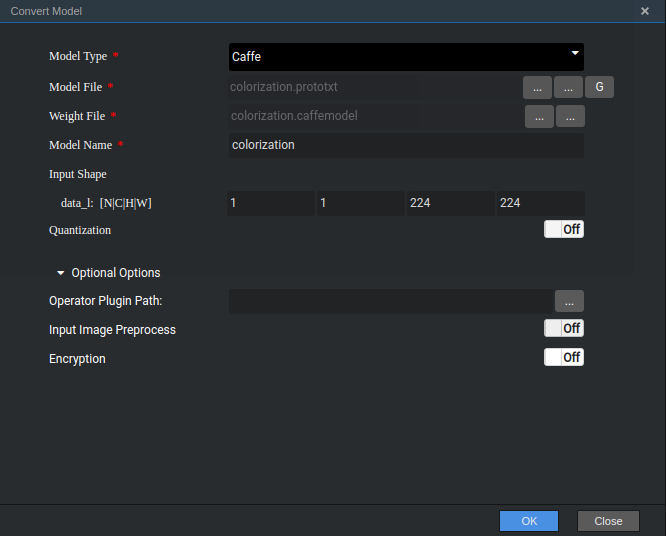 Convert Model ×
Model Type * Caffe
Model File * colorization.prototxt ... ... G
Weight File * colorization.caffemodel ... ...
Model Name * colorization
Input Shape
data_l: [N|C|H|W] 1 1 224 224
Quantization Off
Optional Options
Operator Plugin Path: ...
Input Image Preprocess Off
Encryption Off
OK Close